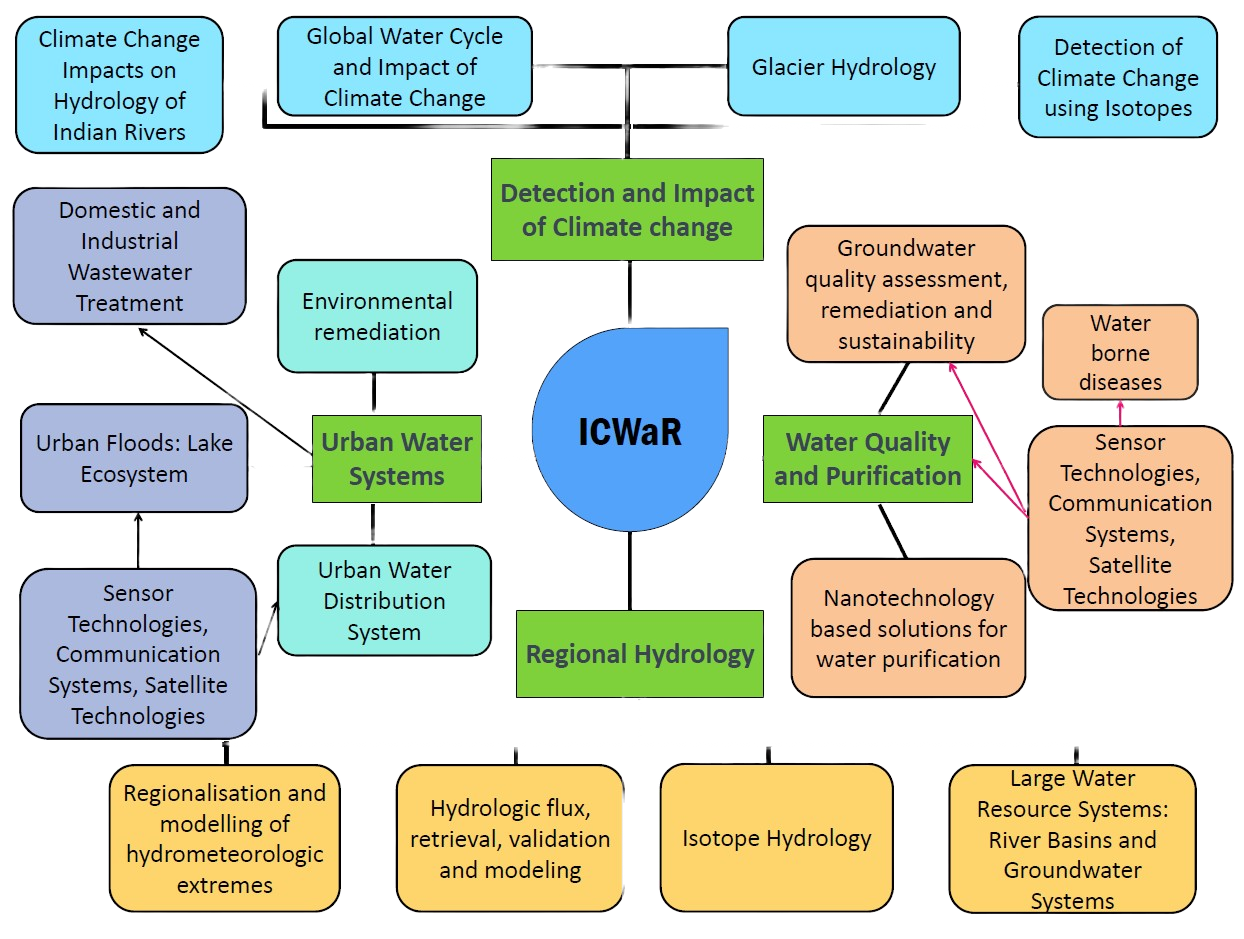 Climate Change
Impacts on
Hydrology of
Indian Rivers
Global Water Cycle
and Impact of
Climate Change
Glacier Hydrology
Detection of
Climate Change
using Isotopes
Detection and Impact
of Climate change
Domestic and
Industrial
Wastewater
Treatment
Environmental
remediation
Groundwater
quality assessment,
remediation and
sustainability
Water
borne
diseases
Urban Floods: Lake
Ecosystem
Urban Water
Systems
ICWaR
Water Quality
and Purification
Sensor
Technologies,
Communication
Systems,
Satellite
Technologies
Sensor
Technologies,
Communication
Systems, Satellite
Technologies
Urban Water
Distribution
System
Regional Hydrology
Nanotechnology
based solutions for
water purification
Regionalisation and
modelling of
hydrometeorologic
extremes
Hydrologic flux,
retrieval, validation
and modeling
Isotope Hydrology
Large Water
Resource Systems:
River Basins and
Groundwater
Systems